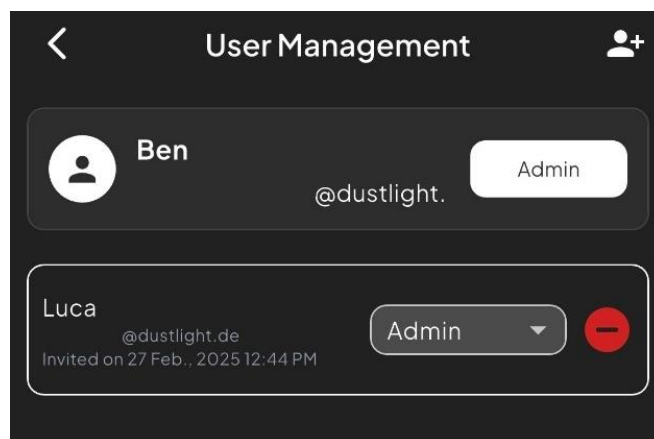 User Management
Ben
@dustlight.
Admin
Luca
@dustlight.de
Invited on 27 Feb., 2025 12:44 PM
Admin